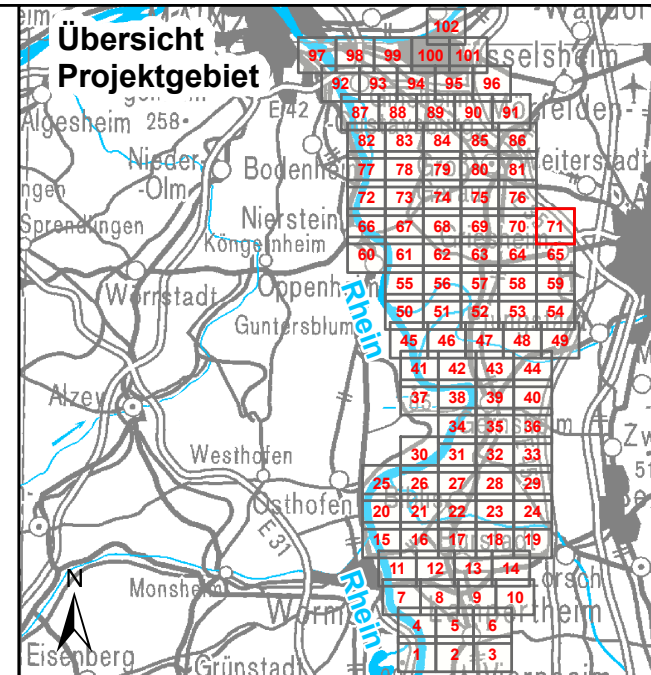 Übersicht
Projektgebiet
102
97 98 99 100 101
sselsheim
92 93 94 95 96
E 42
87 88 89 90 91
Algesheim 258
82 83 84 85 86
Nieder-
-Olm
Bodenheim
77 78 79 80 81
72 73 74 75 76
Sprendlingen
Nierstein
66 67 68 69 70 71
Köngernheim
60 61 62 63 64 65
Wörrstadt
Oppenheim
55 56 57 58 59
Rhein
50 51 52 53 54
Guntersblum
45 46 47 48 49
41 42 43 44
Alzey
37 38 39 40
34 35 36
Westhofen
30 31 32 33
25 26 27 28 29
Osthofen
20 21 22 23 24
E 31
15 16 17 18 19
N
Monsheim
11 12 13 14
orsch
Rhein
7 8 9 10
Worms
4 5 6
Eisenberg
Grünstadt
1 2 3